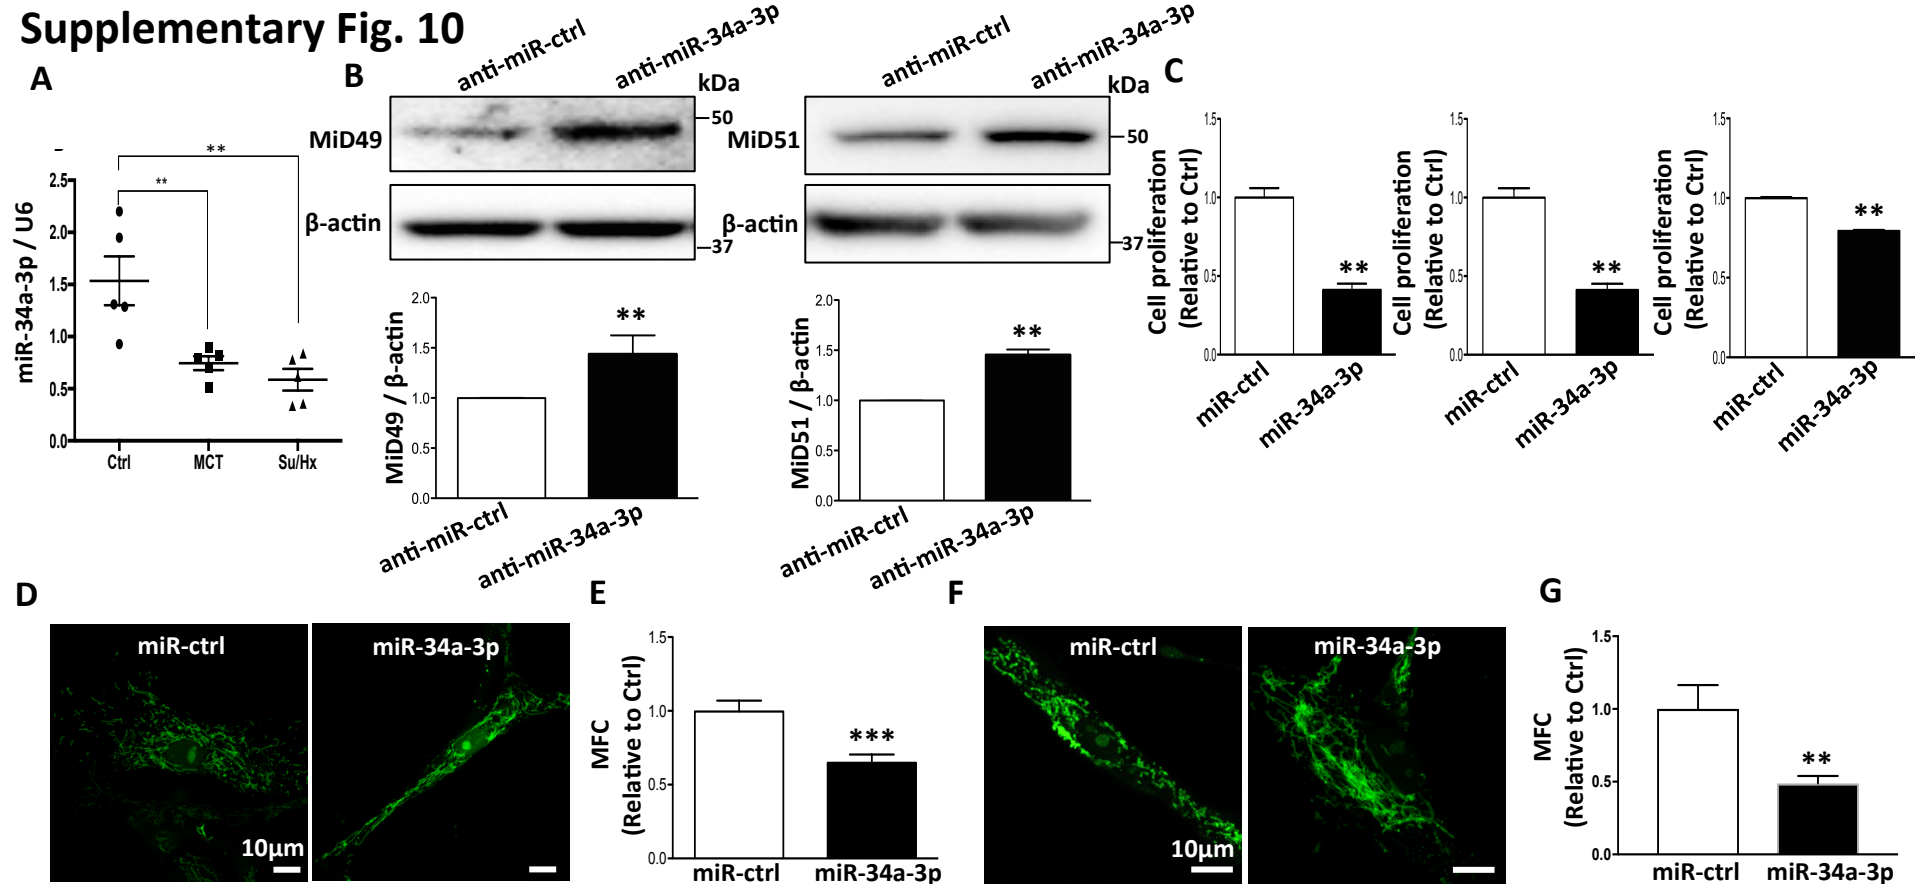 Supplementary Fig. 10
A
miR-34a-3p / U6
2.5
2.0
1.5
1.0
0.5
0.0
**
**
Ctrl
MCT
Su/Hx
B
anti-miR-ctrl
anti-miR-34a-3p
kDa
MiD49
50
β-actin
37
anti-miR-ctrl
anti-miR-34a-3p
kDa
MiD51
50
β-actin
37
MiD49 / β-actin
2.0
1.5
1.0
0.5
0.0
**
anti-miR-ctrl
anti-miR-34a-3p
MiD51 / β-actin
2.0
1.5
1.0
0.5
0.0
**
anti-miR-ctrl
anti-miR-34a-3p
C
Cell proliferation
(Relative to Ctrl)
1.5
1.0
0.5
0.0
**
miR-ctrl
miR-34a-3p
Cell proliferation
(Relative to Ctrl)
1.5
1.0
0.5
0.0
**
miR-ctrl
miR-34a-3p
Cell proliferation
(Relative to Ctrl)
1.5
1.0
0.5
0.0
**
miR-ctrl
miR-34a-3p
D
miR-ctrl
10μm
miR-34a-3p
E
MFC
(Relative to Ctrl)
1.5
1.0
0.5
0.0
***
miR-ctrl
miR-34a-3p
F
miR-ctrl
10μm
miR-34a-3p
G
MFC
(Relative to Ctrl)
1.5
1.0
0.5
0.0
**
miR-ctrl
miR-34a-3p